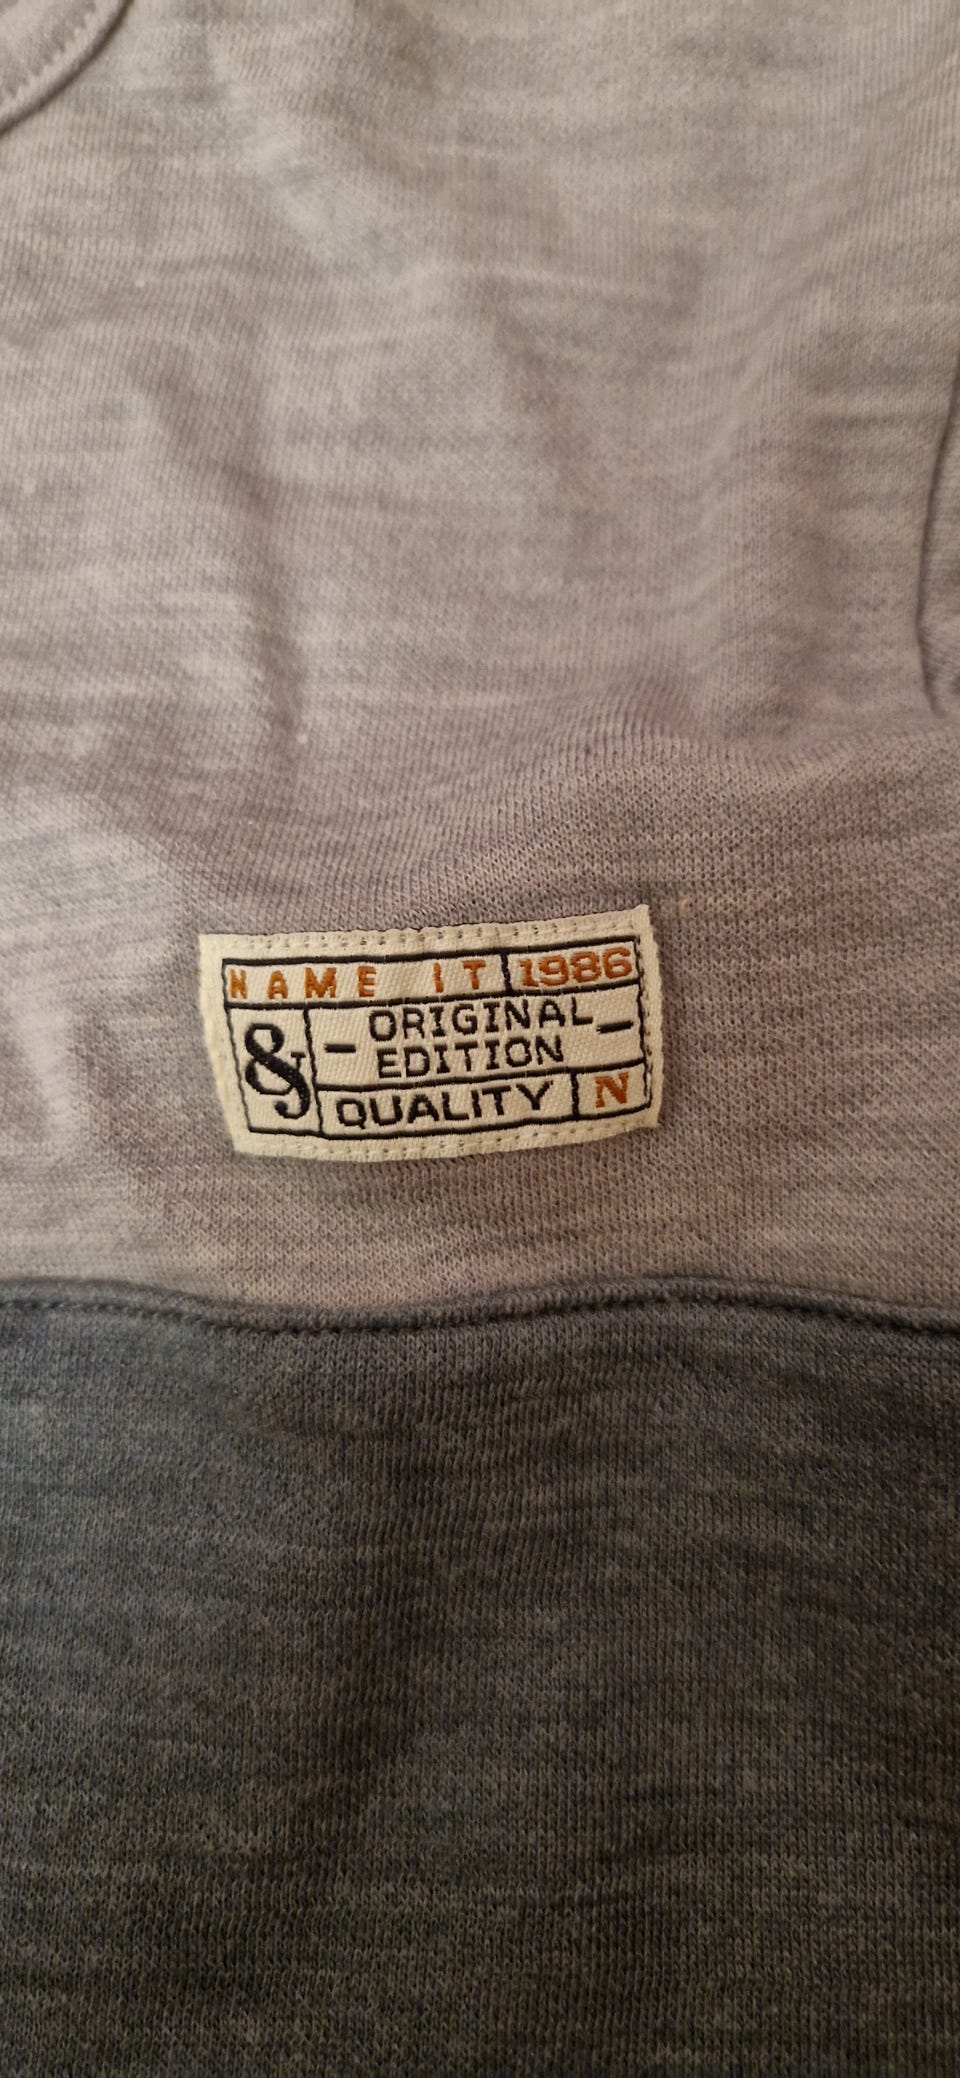 NAME IT 1986
& - ORIGINAL -
EDITION
QUALITY N